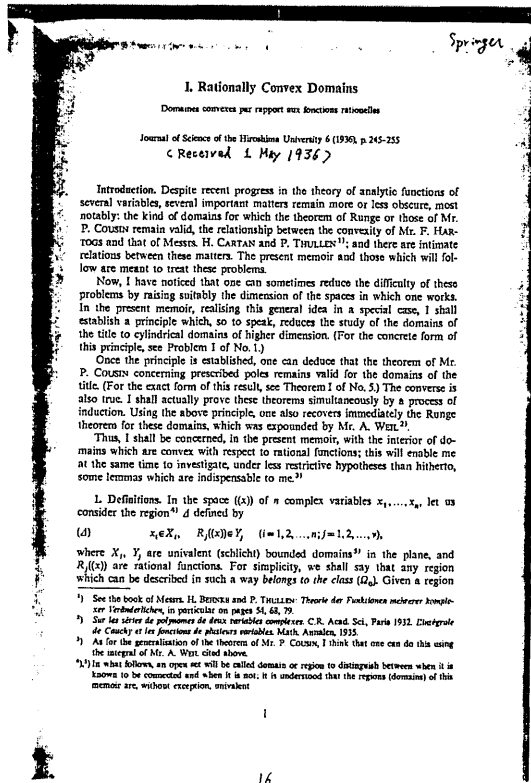 Springer
I. Rationally Convex Domains
Domaines convexes par rapport aux fonctions rationelles
Journal of Science of the Hiroshima University 6 (1936), p. 245–255
(Received 1 May 1936)
Introduction. Despite recent progress in the theory of analytic functions of
several variables, several important matters remain more or less obscure, most
notably: the kind of domains for which the theorem of Runge or those of Mr.
P. COUSIN remain valid, the relationship between the convexity of Mr. F. HAR-
TOGS and that of Messrs. H. CARTAN and P. THULLEN¹⁾; and there are intimate
relations between these matters. The present memoir and those which will fol-
low are meant to treat these problems.
Now, I have noticed that one can sometimes reduce the difficulty of these
problems by raising suitably the dimension of the spaces in which one works.
In the present memoir, realising this general idea in a special case, I shall
establish a principle which, so to speak, reduces the study of the domains of
the title to cylindrical domains of higher dimension. (For the concrete form of
this principle, see Problem I of No. 1.)
Once the principle is established, one can deduce that the theorem of Mr.
P. COUSIN concerning prescribed poles remains valid for the domains of the
title. (For the exact form of this result, see Theorem I of No. 5.) The converse is
also true. I shall actually prove these theorems simultaneously by a process of
induction. Using the above principle, one also recovers immediately the Runge
theorem for these domains, which was expounded by Mr. A. WEIL²⁾.
Thus, I shall be concerned, in the present memoir, with the interior of do-
mains which are convex with respect to rational functions; this will enable me
at the same time to investigate, under less restrictive hypotheses than hitherto,
some lemmas which are indispensable to me.³⁾
1. Definitions. In the space ((x) of n complex variables x₁,...,xₙ, let us
consider the region⁴⁾ Δ defined by
(Δ) xᵢ∈Xᵢ, Rⱼ((x))∈Yⱼ (i=1,2,...,n; j=1,2,...,ν),
where Xᵢ, Yⱼ are univalent (schlicht) bounded domains⁵⁾ in the plane, and
Rⱼ((x)) are rational functions. For simplicity, we shall say that any region
which can be described in such a way belongs to the class (Ω₀). Given a region
¹⁾ See the book of Messrs. H. BEHNKE and P. THULLEN: Theorie der Funktionen mehrerer komple-
xer Veränderlichen, in particular on pages 54, 68, 79.
²⁾ Sur les séries de polynomes de deux variables complexes. C.R. Acad. Sci., Paris 1932. L'intégrale
de Cauchy et les fonctions de plusieurs variables. Math. Annalen, 1935.
³⁾ As for the generalisation of the theorem of Mr. P. COUSIN, I think that one can do this using
the integral of Mr. A. WEIL cited above.
⁴⁾,⁵⁾ In what follows, an open set will be called domain or region to distinguish between when it is
known to be connected and when it is not; it is understood that the regions (domains) of this
memoir are, without exception, univalent
1
16